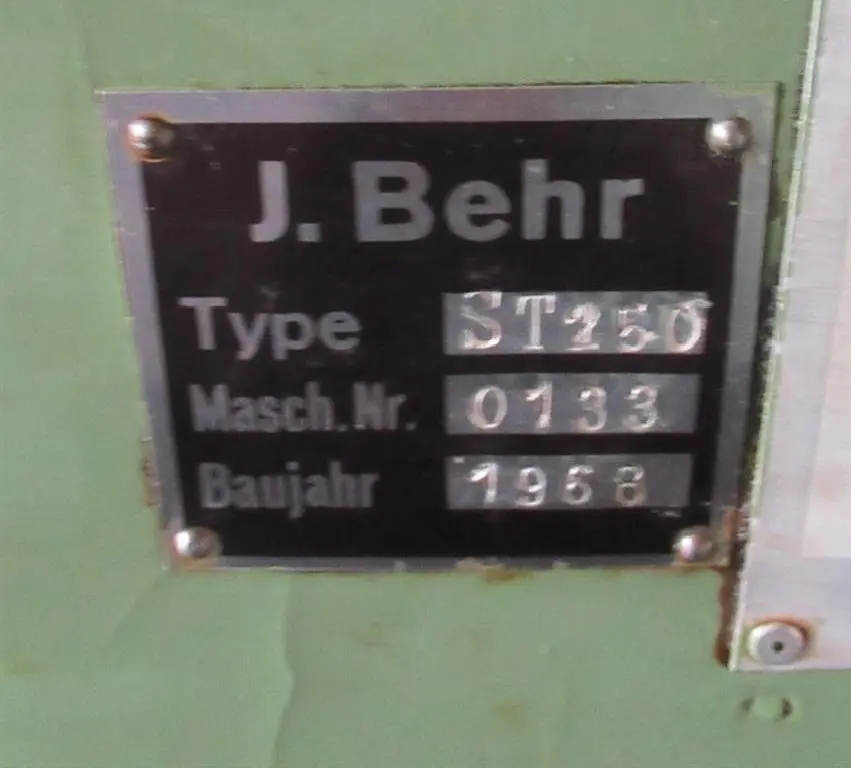 J. Behr
Type ST250
Masch.Nr. 0133
Baujahr 1968